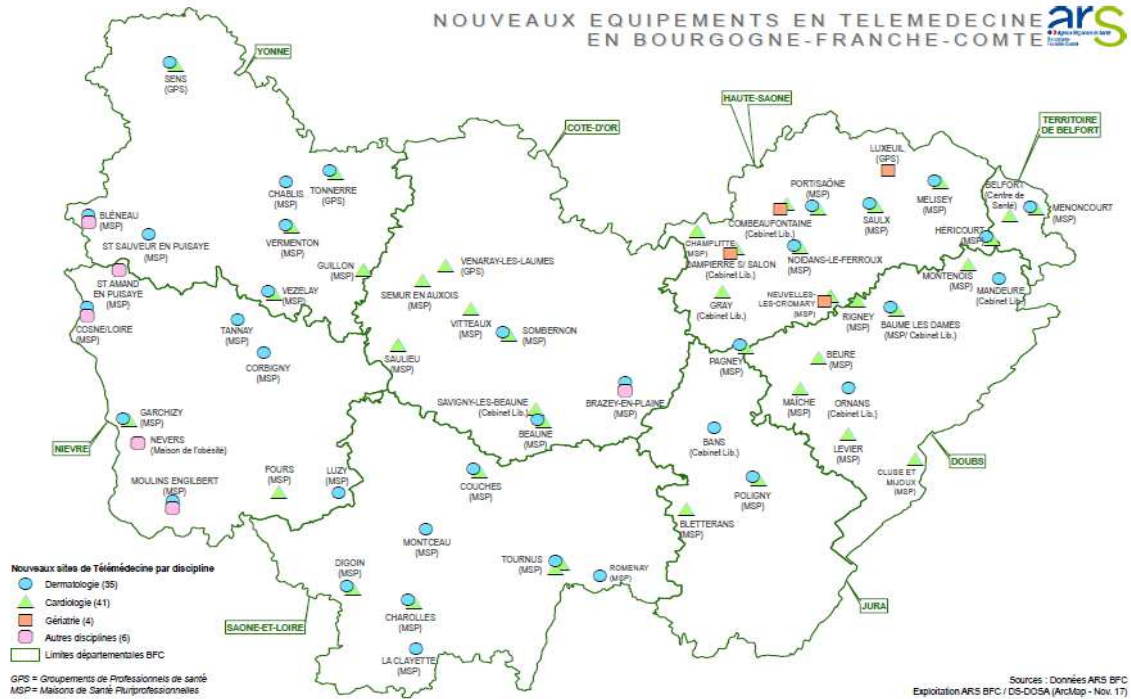 NOUVEAUX EQUIPEMENTS EN TELEMEDECINE
EN BOURGOGNE-FRANCHE-COMTE
ars
Agence Régionale de Santé
Bourgogne-
Franche-Comté
YONNE
SENS
(GPS)
COTE-D'OR
HAUTE-SAONE
TERRITOIRE
DE BELFORT
LUXEUIL
(GPS)
CHABLIS
(MSP)
TONNERRE
(GPS)
PORT/SAÔNE
(MSP)
MELISEY
(MSP)
BELFORT
(Centre de
Santé)
MENONCOURT
(MSP)
BLÉNEAU
(MSP)
ST SAUVEUR EN PUISAYE
(MSP)
VERMENTON
(MSP)
COMBEAUFONTAINE
(Cabinet Lib.)
SAULX
(MSP)
HÉRICOURT
(MSP)
CHAMPLITTE
(MSP)
DAMPIERRE S/ SALON
(Cabinet Lib.)
NOIDANS-LE-FERROUX
(MSP)
GUILLON
(MSP)
VENARAY-LES-LAUMES
(GPS)
ST AMAND
EN PUISAYE
(MSP)
SEMUR EN AUXOIS
(MSP)
MONTENOIS
(MSP)
MANDEURE
(Cabinet Lib.)
VEZELAY
(MSP)
GRAY
(Cabinet Lib.)
NEUVELLES-
LES-CROMARY
(MSP)
RIGNEY
(MSP)
BAUME LES DAMES
(MSP/ Cabinet Lib.)
COSNE/LOIRE
(MSP)
TANNAY
(MSP)
VITTEAUX
(MSP)
SOMBERNON
(MSP)
CORBIGNY
(MSP)
SAULIEU
(MSP)
PAGNEY
(MSP)
BEURE
(MSP)
SAVIGNY-LES-BEAUNE
(Cabinet Lib.)
BRAZEY-EN-PLAINE
(MSP)
MAICHE
(MSP)
ORNANS
(Cabinet Lib.)
GARCHIZY
(MSP)
BEAUNE
(MSP)
BANS
(Cabinet Lib.)
LEVIER
(MSP)
NIEVRE
NEVERS
(Maison de l'obésité)
DOUBS
CLUSE ET
MIJOUX
(MSP)
MOULINS ENGILBERT
(MSP)
FOURS
(MSP)
LUZY
(MSP)
COUCHES
(MSP)
POLIGNY
(MSP)
BLETTERANS
(MSP)
MONTCEAU
(MSP)
DIGOIN
(MSP)
TOURNUS
(MSP)
ROMENAY
(MSP)
JURA
SAONE-ET-LOIRE
CHAROLLES
(MSP)
LA CLAYETTE
(MSP)
Nouveaux sites de Télémédecine par discipline
Dermatologie (35)
Cardiologie (41)
Gériatrie (4)
Autres disciplines (6)
Limites départementales BFC
GPS = Groupements de Professionnels de santé
MSP = Maisons de Santé Pluriprofessionnelles
Sources : Données ARS BFC
Exploitation ARS BFC / DO-DOSA (ArcMap - Nov. 17)